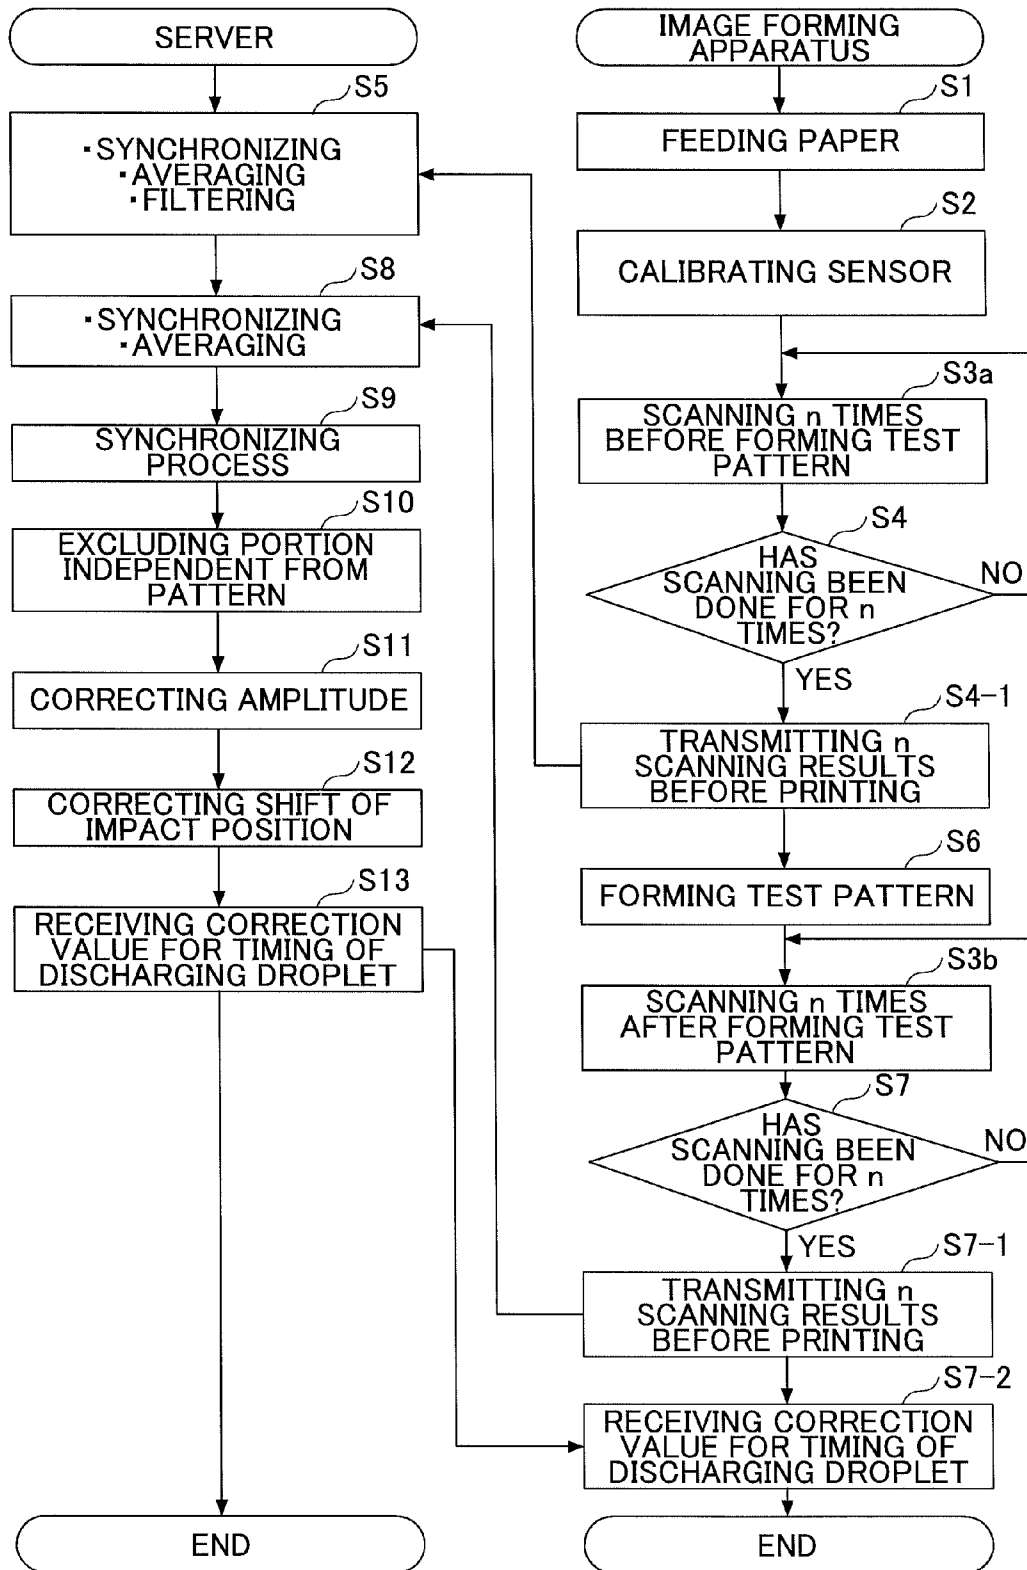 SERVER
S5
・SYNCHRONIZING
・AVERAGING
・FILTERING
S8
・SYNCHRONIZING
・AVERAGING
S9
SYNCHRONIZING
PROCESS
S10
EXCLUDING PORTION
INDEPENDENT FROM
PATTERN
S11
CORRECTING AMPLITUDE
S12
CORRECTING SHIFT OF
IMPACT POSITION
S13
RECEIVING CORRECTION
VALUE FOR TIMING OF
DISCHARGING DROPLET
END
IMAGE FORMING
APPARATUS
S1
FEEDING PAPER
S2
CALIBRATING SENSOR
S3a
SCANNING n TIMES
BEFORE FORMING TEST
PATTERN
S4
HAS
SCANNING BEEN
DONE FOR n
TIMES?
NO
YES
S4-1
TRANSMITTING n
SCANNING RESULTS
BEFORE PRINTING
S6
FORMING TEST PATTERN
S3b
SCANNING n TIMES
AFTER FORMING TEST
PATTERN
S7
HAS
SCANNING BEEN
DONE FOR n
TIMES?
NO
YES
S7-1
TRANSMITTING n
SCANNING RESULTS
BEFORE PRINTING
S7-2
RECEIVING CORRECTION
VALUE FOR TIMING OF
DISCHARGING DROPLET
END